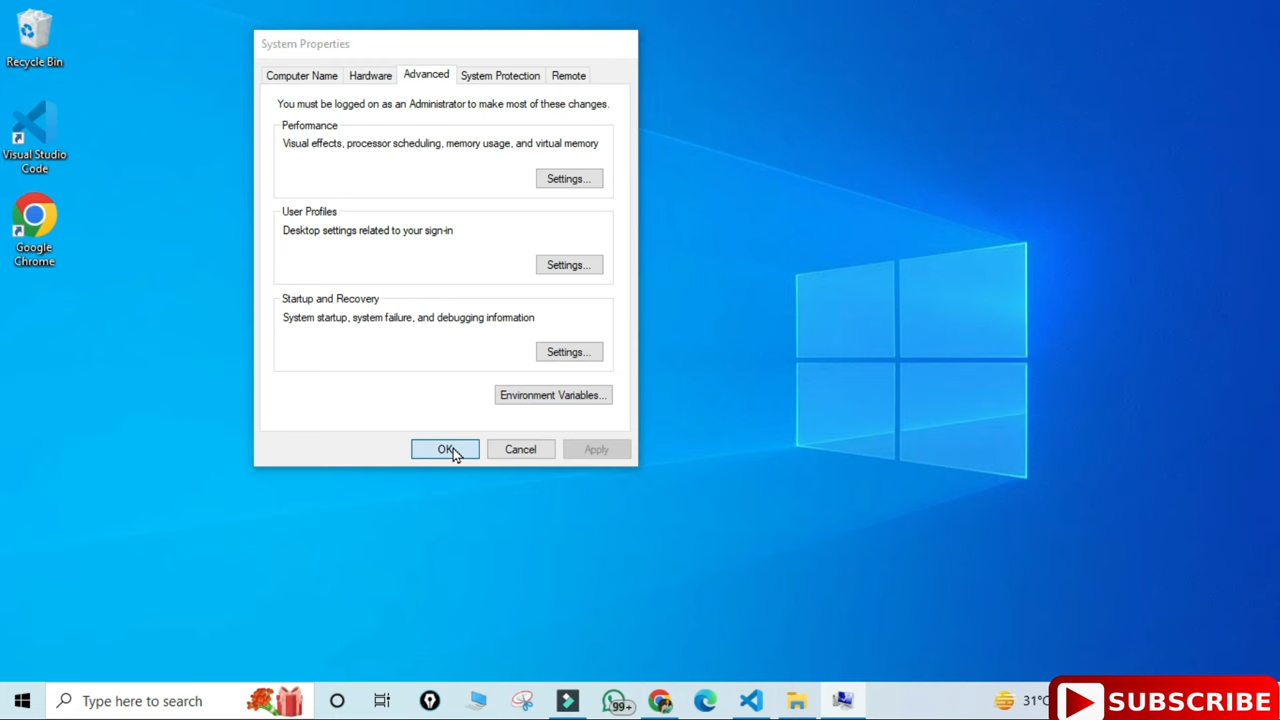 Recycle Bin
Visual Studio
Code
Google
Chrome
System Properties
Computer Name
Hardware
Advanced
System Protection
Remote
You must be logged on as an Administrator to make most of these changes.
Performance
Visual effects, processor scheduling, memory usage, and virtual memory
Settings...
User Profiles
Desktop settings related to your sign-in
Settings...
Startup and Recovery
System startup, system failure, and debugging information
Settings...
Environment Variables...
OK
Cancel
Apply
Type here to search
99+
31°C
SUBSCRIBE